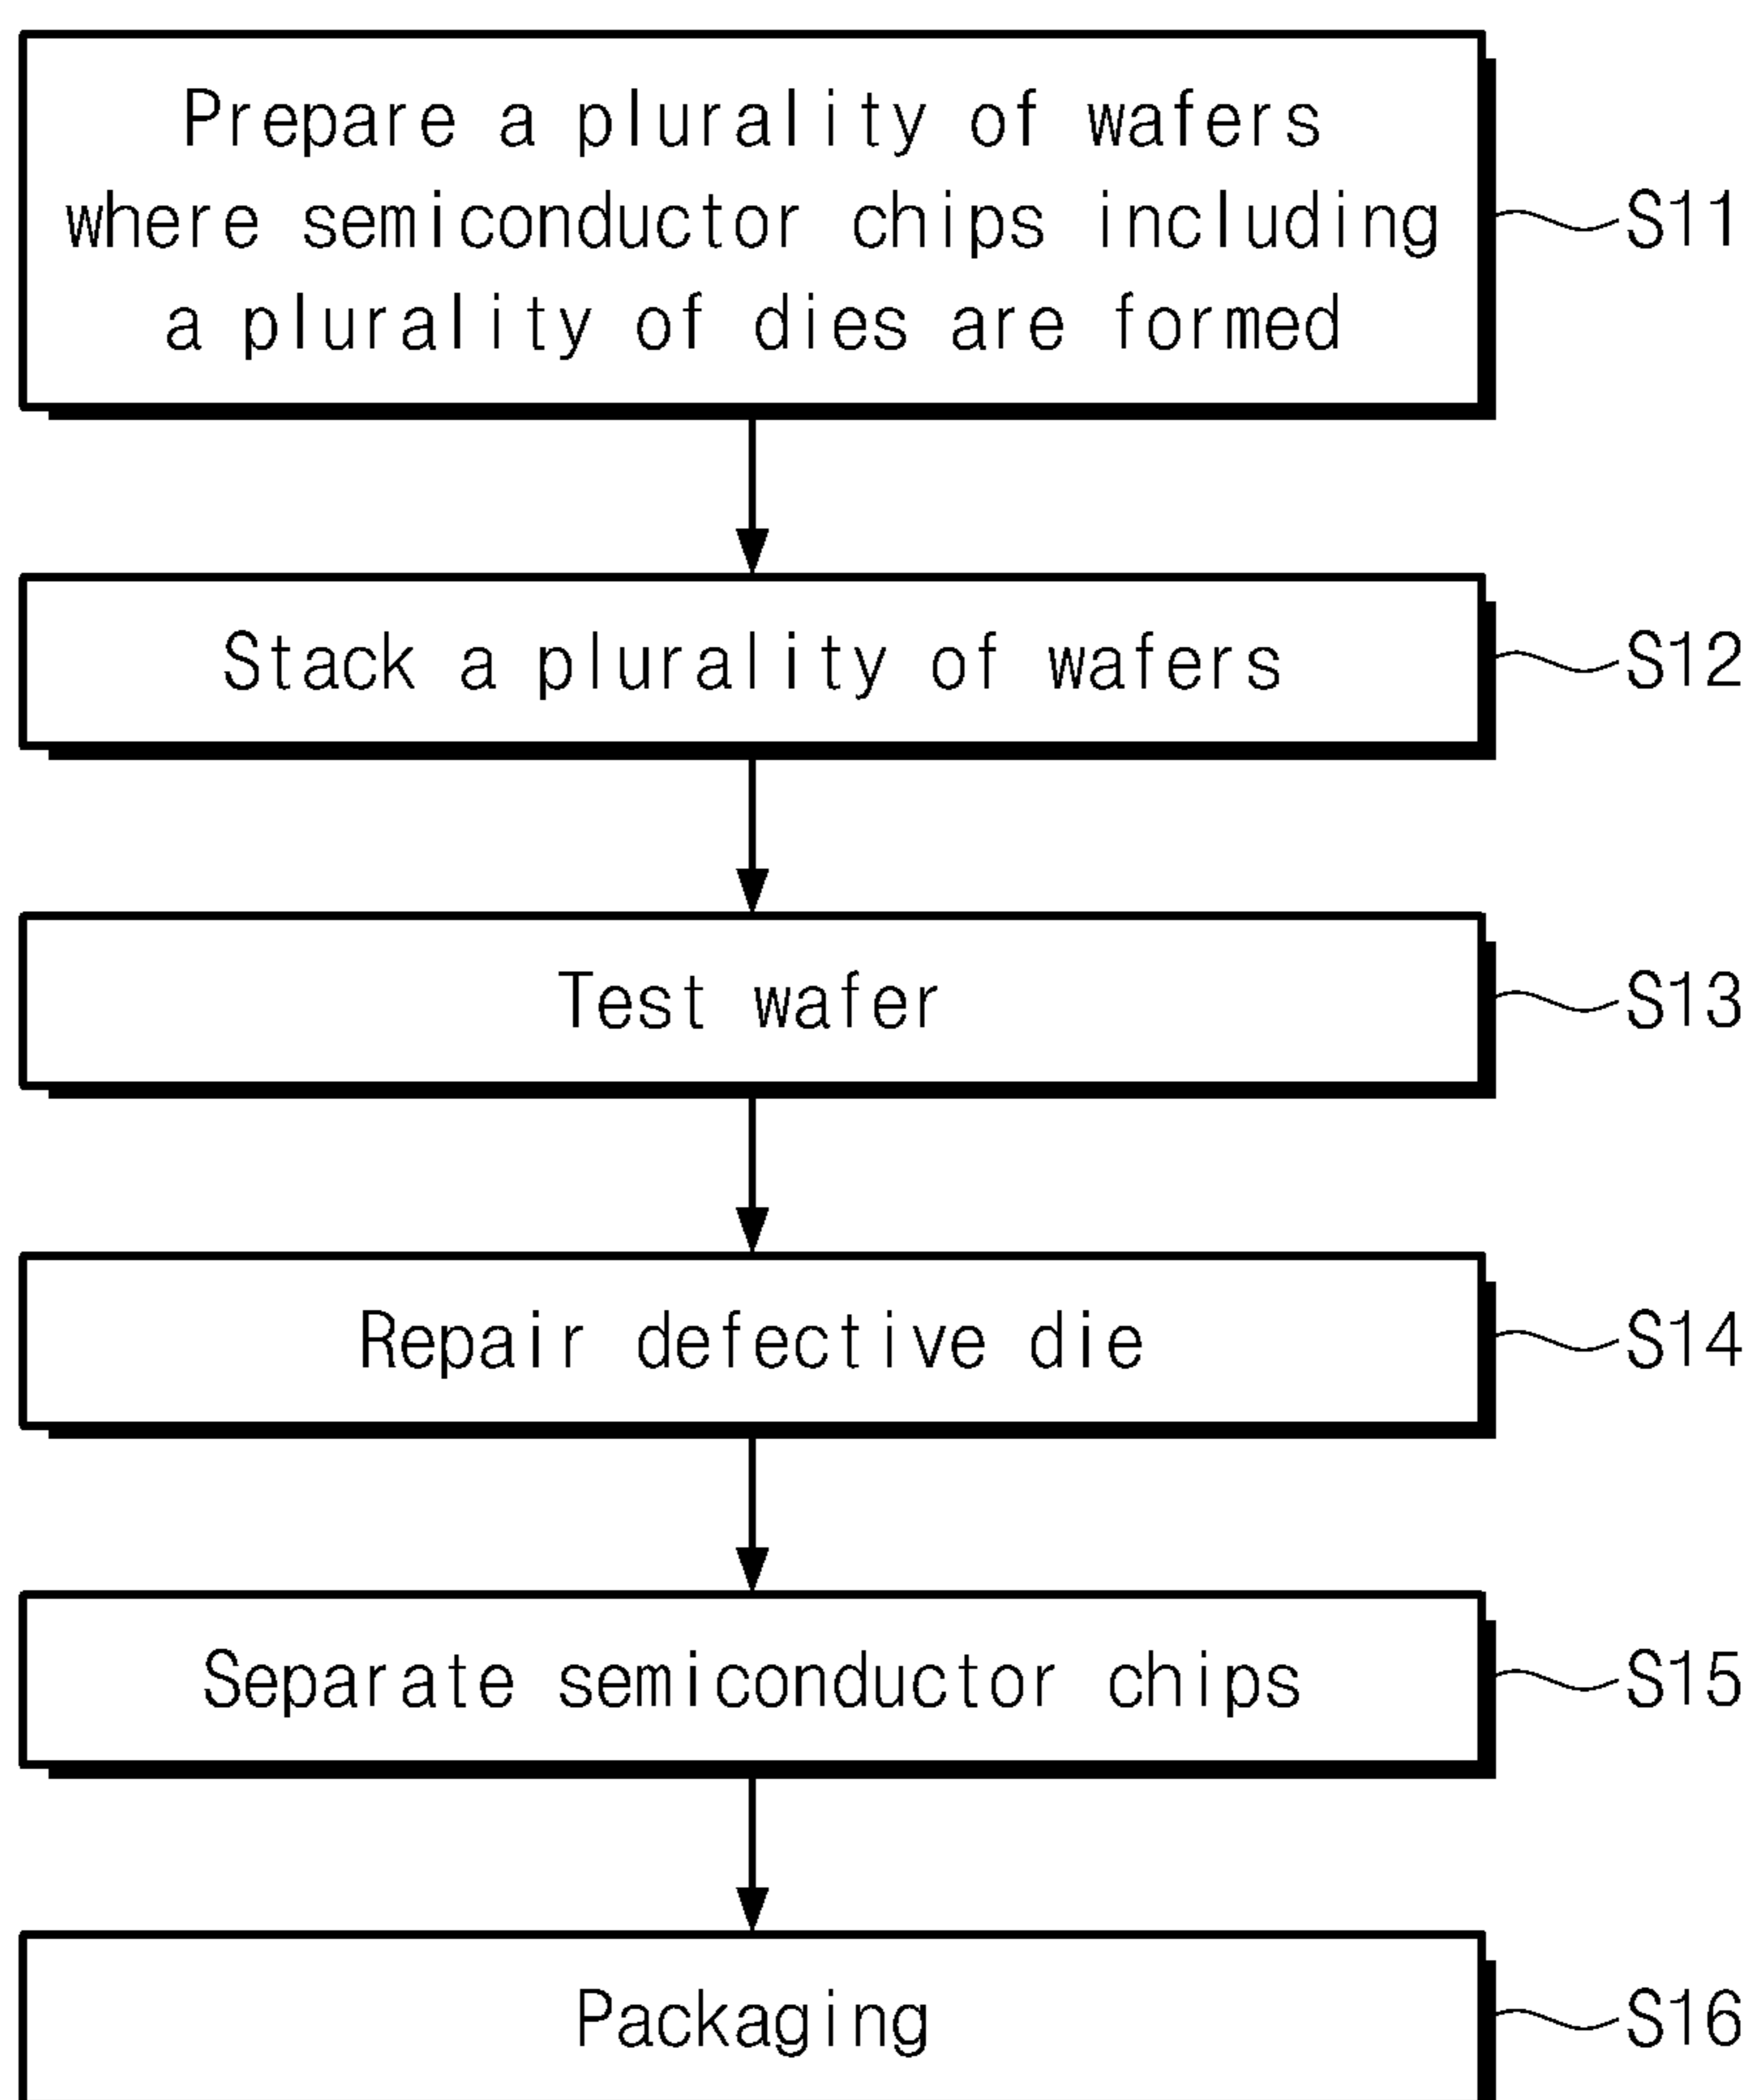 Prepare a plurality of wafers
where semiconductor chips including
a plurality of dies are formed
S11
Stack a plurality of wafers
S12
Test wafer
S13
Repair defective die
S14
Separate semiconductor chips
S15
Packaging
S16